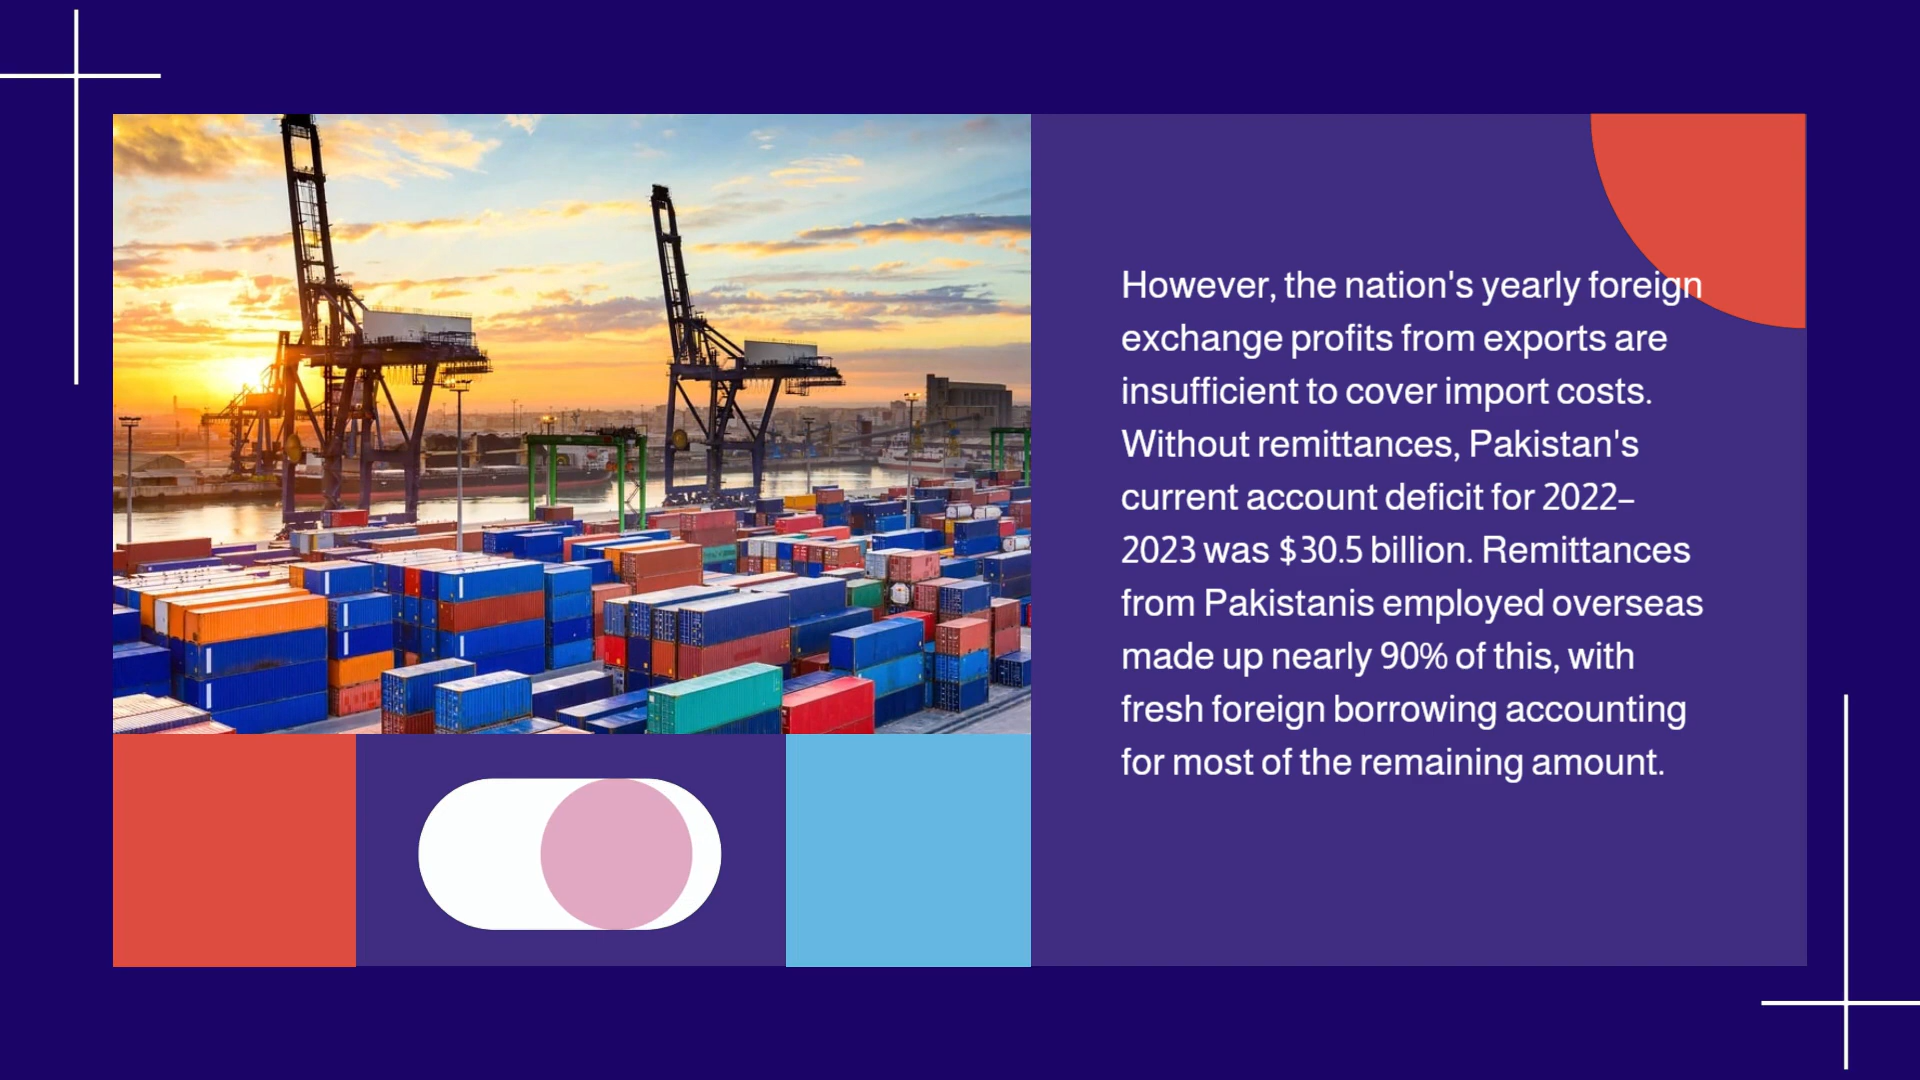 However, the nation's yearly foreign
exchange profits from exports are
insufficient to cover import costs.
Without remittances, Pakistan's
current account deficit for 2022–
2023 was $30.5 billion. Remittances
from Pakistanis employed overseas
made up nearly 90% of this, with
fresh foreign borrowing accounting
for most of the remaining amount.